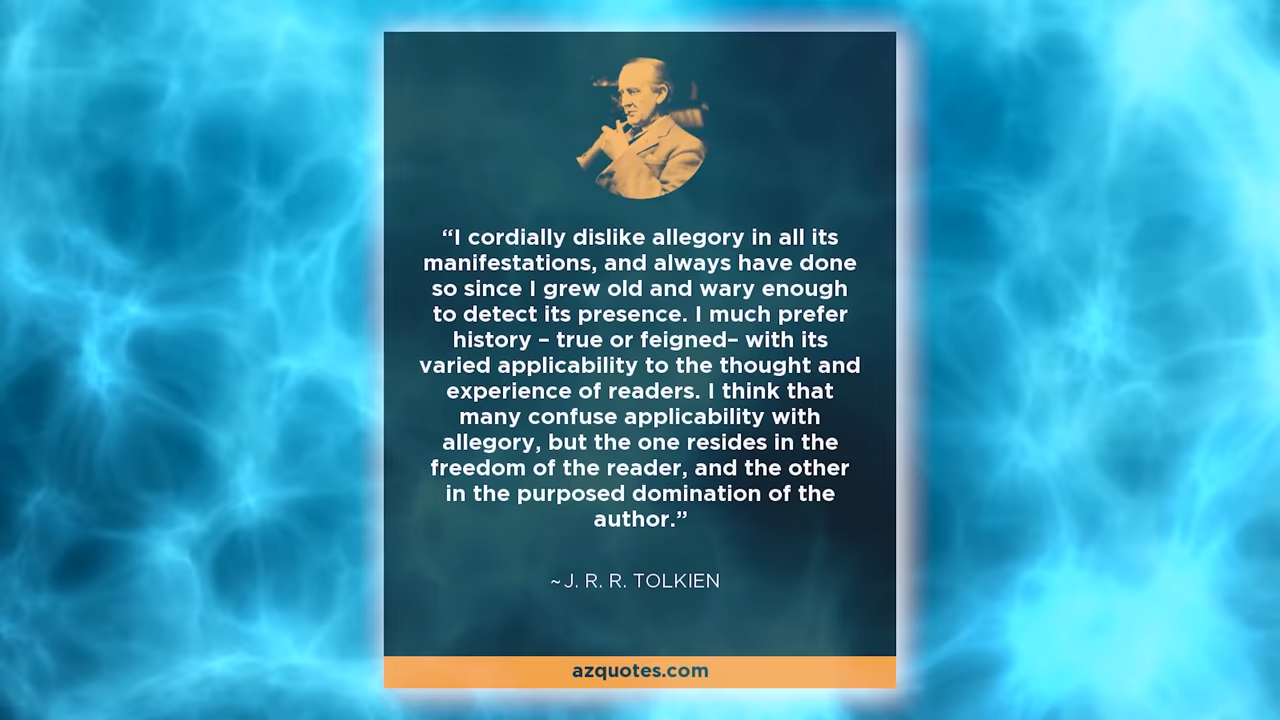 “I cordially dislike allegory in all its
manifestations, and always have done
so since I grew old and wary enough
to detect its presence. I much prefer
history – true or feigned– with its
varied applicability to the thought and
experience of readers. I think that
many confuse applicability with
allegory, but the one resides in the
freedom of the reader, and the other
in the purposed domination of the
author.”
~J. R. R. TOLKIEN
azquotes.com